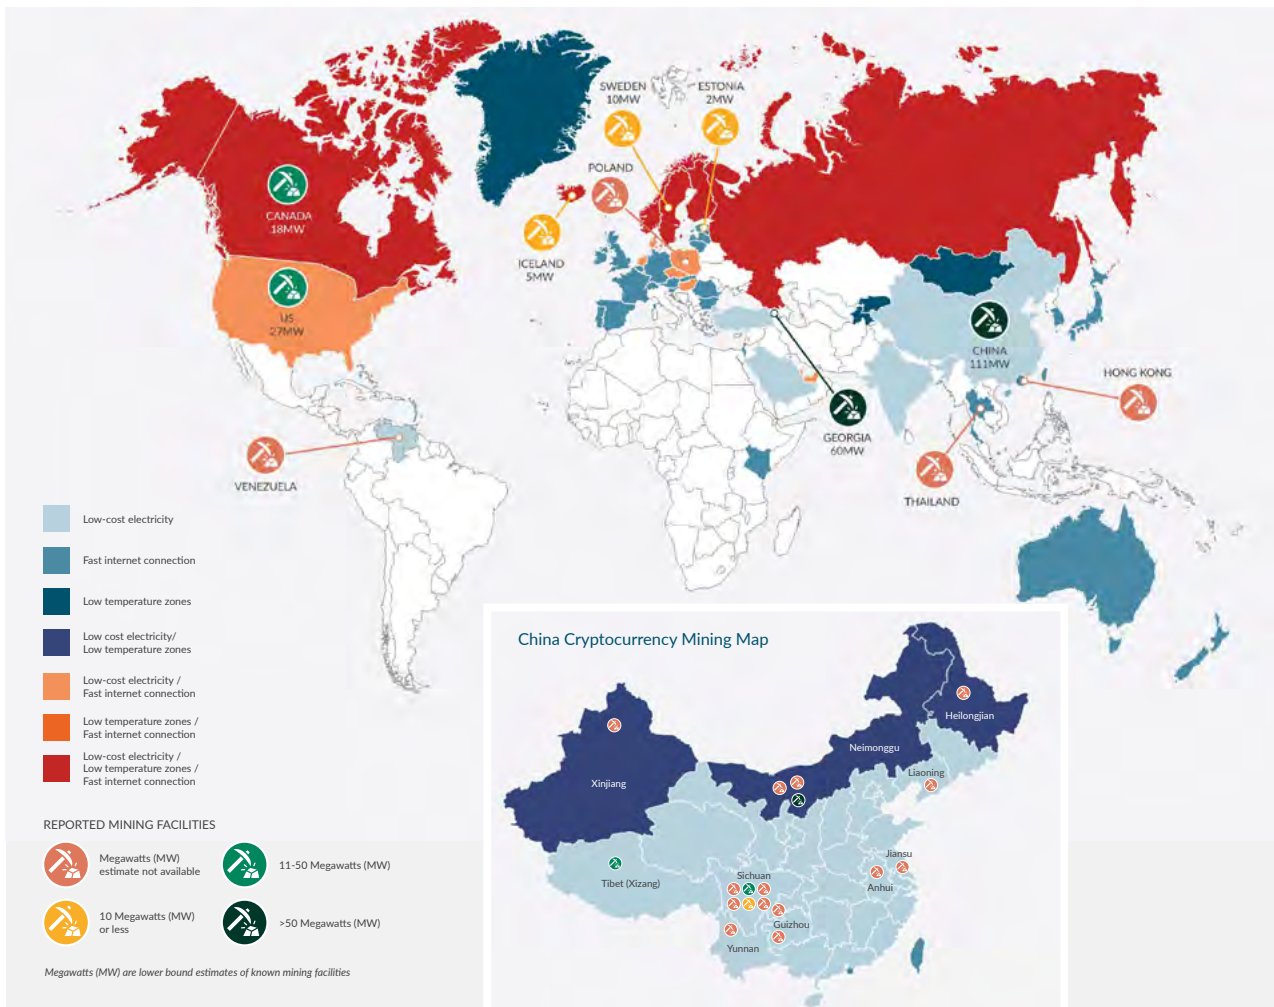 SWEDEN
10MW
ESTONIA
2MW
POLAND
CANADA
18MW
ICELAND
5MW
US
27MW
CHINA
111MW
HONG KONG
GEORGIA
60MW
VENEZUELA
THAILAND
Low-cost electricity
Fast internet connection
Low temperature zones
Low cost electricity/
Low temperature zones
Low-cost electricity /
Fast internet connection
Low temperature zones /
Fast internet connection
Low-cost electricity /
Low temperature zones /
Fast internet connection
REPORTED MINING FACILITIES
Megawatts (MW)
estimate not available
11-50 Megawatts (MW)
10 Megawatts (MW)
or less
>50 Megawatts (MW)
Megawatts (MW) are lower bound estimates of known mining facilities
China Cryptocurrency Mining Map
Heilongjian
Neimonggu
Liaoning
Xinjiang
Jiansu
Anhui
Tibet (Xizang)
Sichuan
Guizhou
Yunnan